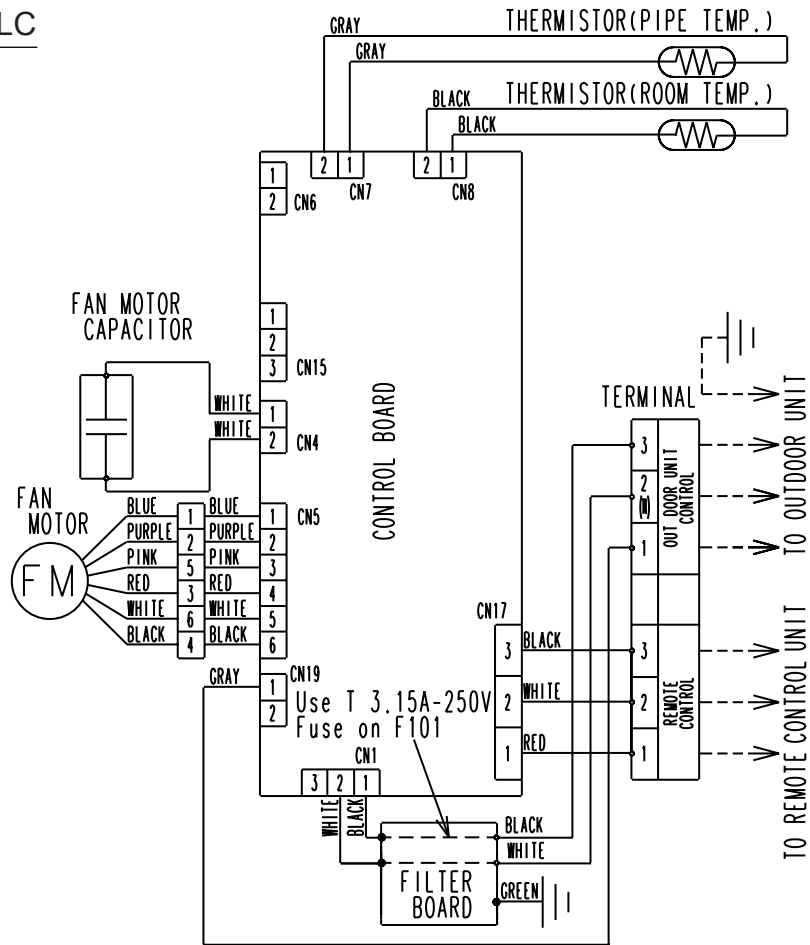 LC
GRAY
THERMISTOR(PIPE TEMP.)
GRAY
BLACK
THERMISTOR(ROOM TEMP.)
BLACK
2 1
CN7
2 1
CN8
1
2
CN6
FAN MOTOR
CAPACITOR
1
2
3
CN15
WHITE
WHITE
1
2
CN4
CONTROL BOARD
FAN
MOTOR
FM
BLUE 1 BLUE 1
PURPLE 2 PURPLE 2
PINK 5 PINK 3
RED 3 RED 4
WHITE 6 WHITE 5
BLACK 4 BLACK 6
CN5
GRAY
1
2
CN19
Use T 3.15A-250V
Fuse on F101
CN1
3 2 1
WHITE
BLACK
CN17
3 BLACK
2 WHITE
1 RED
TERMINAL
3
2
(N)
1
OUT DOOR UNIT
CONTROL
3
2
1
REMOTE
CONTROL
TO OUTDOOR UNIT
TO REMOTE CONTROL UNIT
BLACK
WHITE
GREEN
FILTER
BOARD